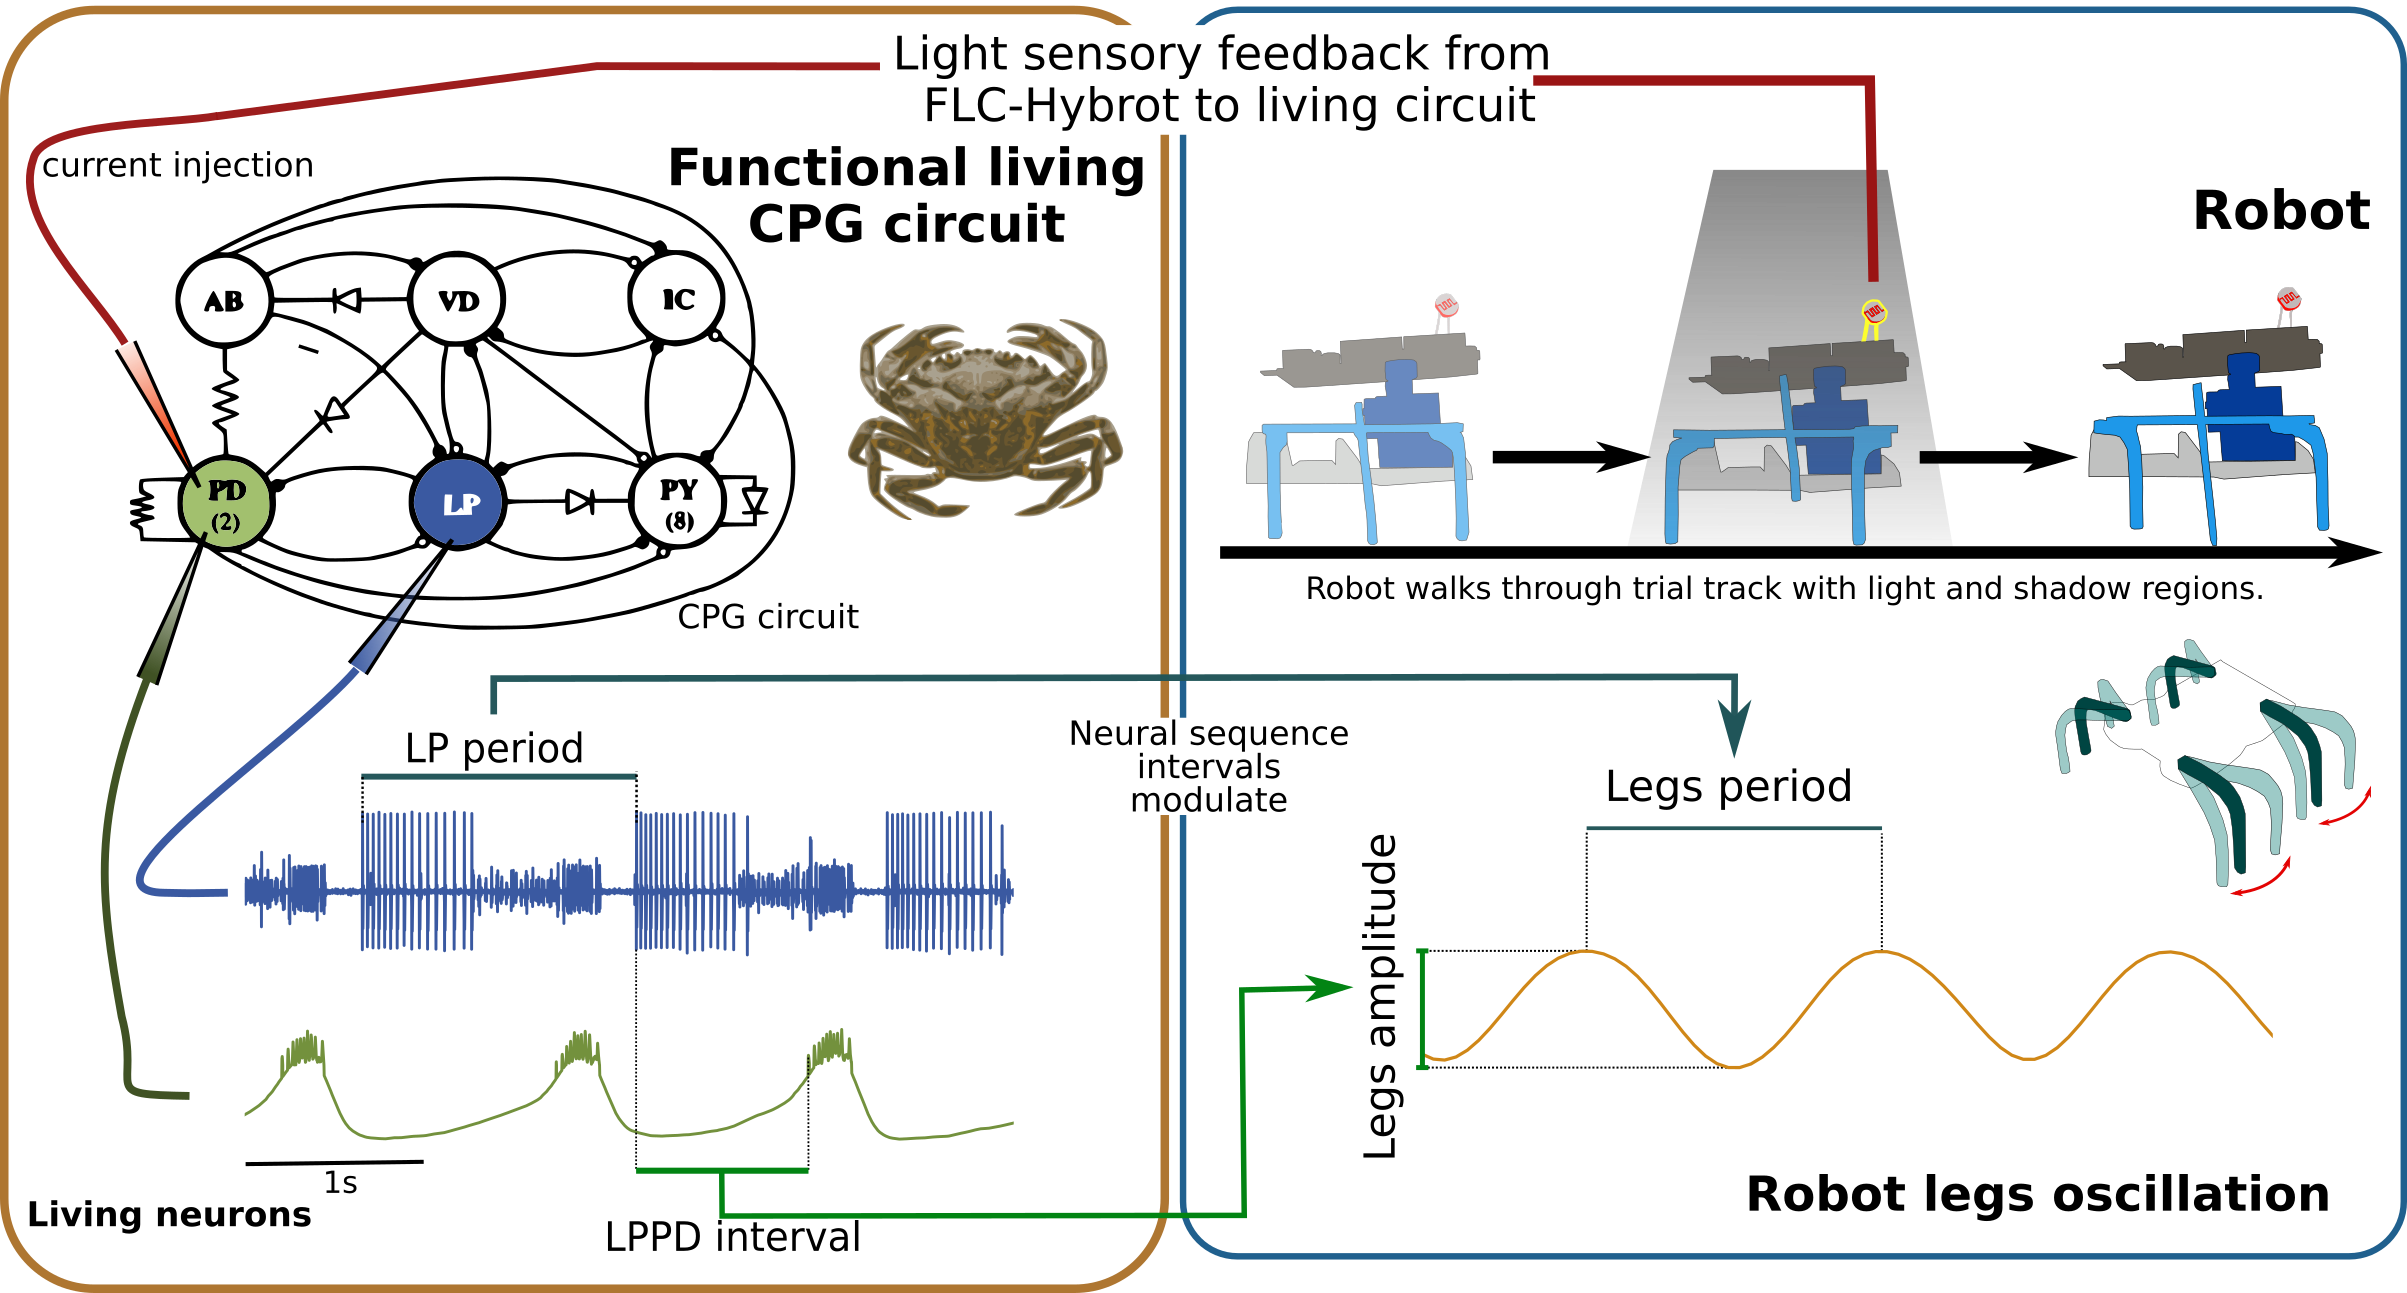 Light sensory feedback from
FLC-Hybrot to living circuit
current injection
Functional living
CPG circuit
AB
VD
IC
PD
(2)
LP
PY
(8)
CPG circuit
Robot
Robot walks through trial track with light and shadow regions.
LP period
Neural sequence
intervals
modulate
Legs period
Legs amplitude
1s
Living neurons
LPPD interval
Robot legs oscillation